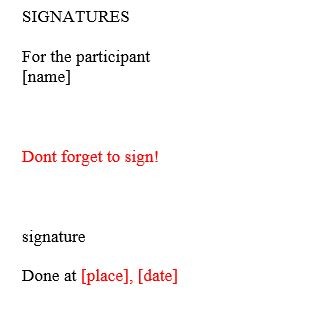 SIGNATURES
For the participant
[name]
Dont forget to sign!
signature
Done at [place], [date]